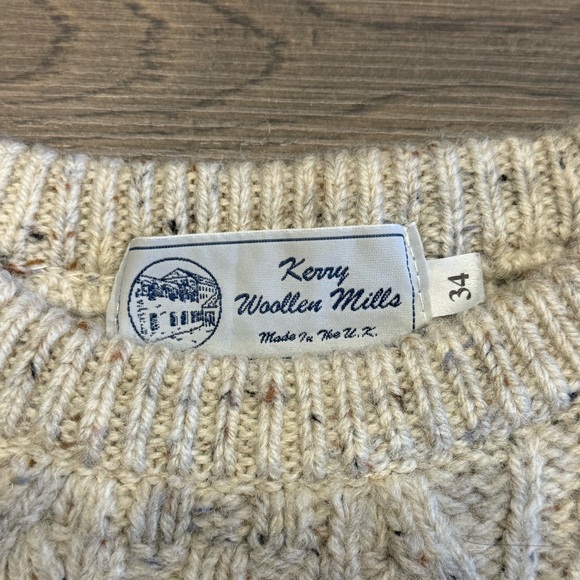 Kerry
Woollen Mills
Made In The U.K.
34